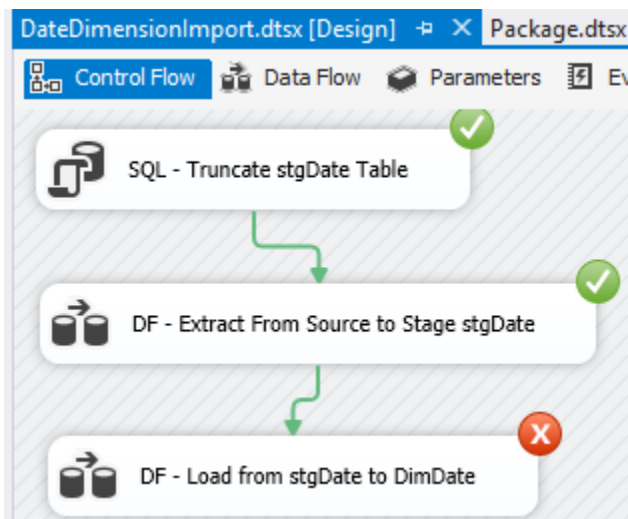 DateDimensionImport.dtsx [Design] Package.dtsx
Control Flow Data Flow Parameters Ev
SQL - Truncate stgDate Table
DF - Extract From Source to Stage stgDate
DF - Load from stgDate to DimDate